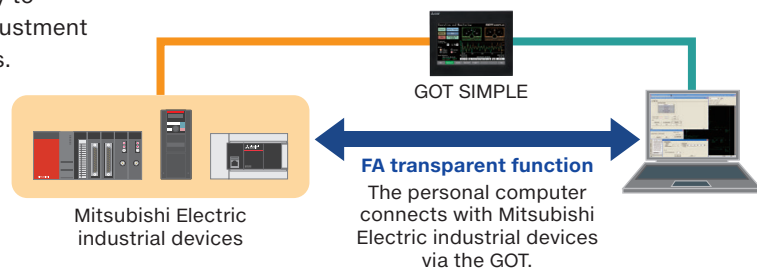 y to
ustment
s.
GOT SIMPLE
FA transparent function
The personal computer
connects with Mitsubishi
Electric industrial devices
via the GOT.
Mitsubishi Electric
industrial devices